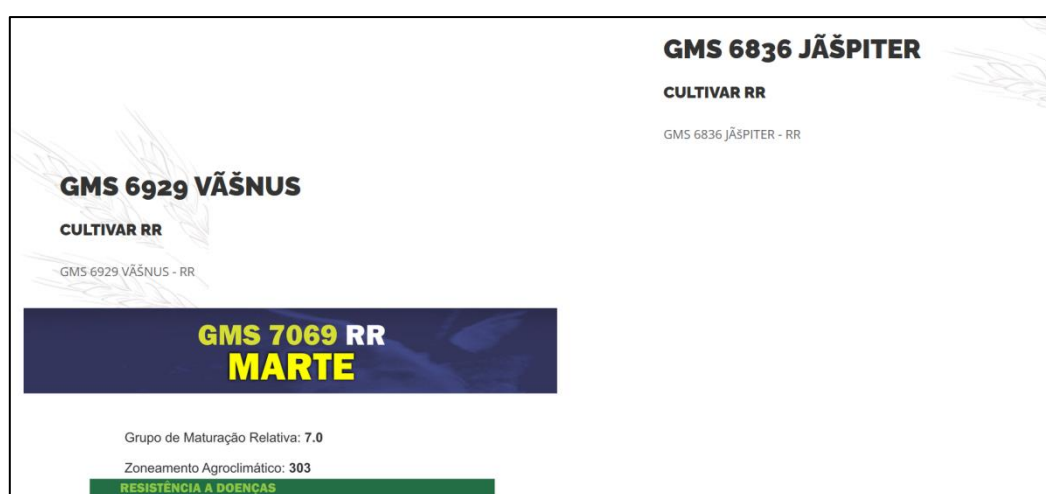 GMS 6836 JÃŠPITER
CULTIVAR RR
GMS 6836 JÃšPITER - RR
GMS 6929 VÃŠNUS
CULTIVAR RR
GMS 6929 VÃŠNUS - RR
GMS 7069 RR
MARTE
Grupo de Maturação Relativa: 7.0
Zoneamento Agroclimático: 303
RESISTÊNCIA A DOENÇAS